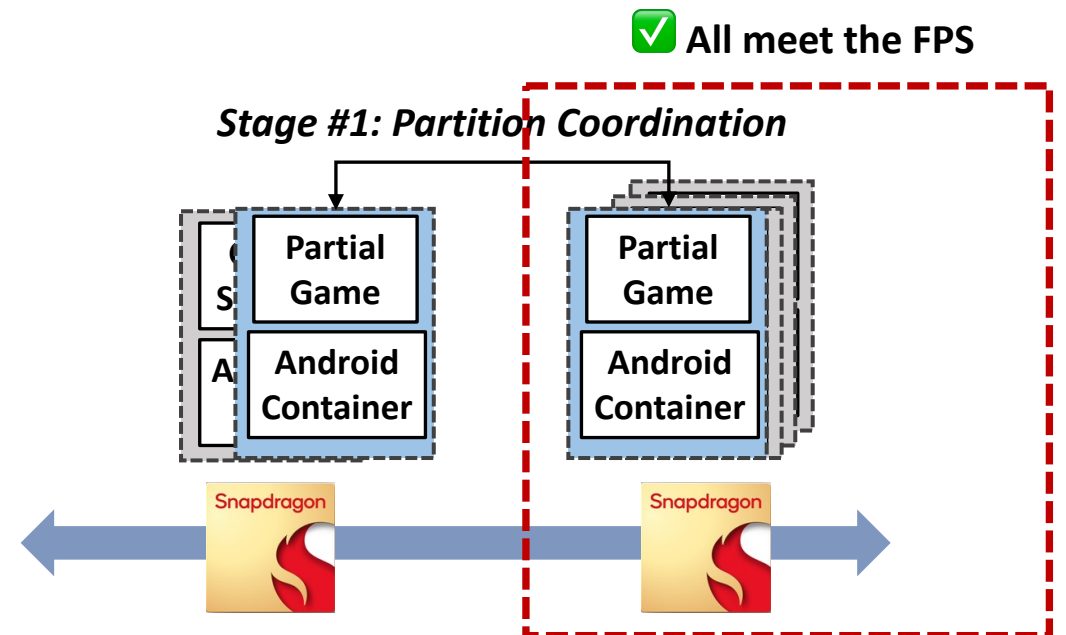 ✅ All meet the FPS
Stage #1: Partition Coordination
Partial
Game
Partial
Game
Android
Container
Android
Container
Snapdragon
Snapdragon